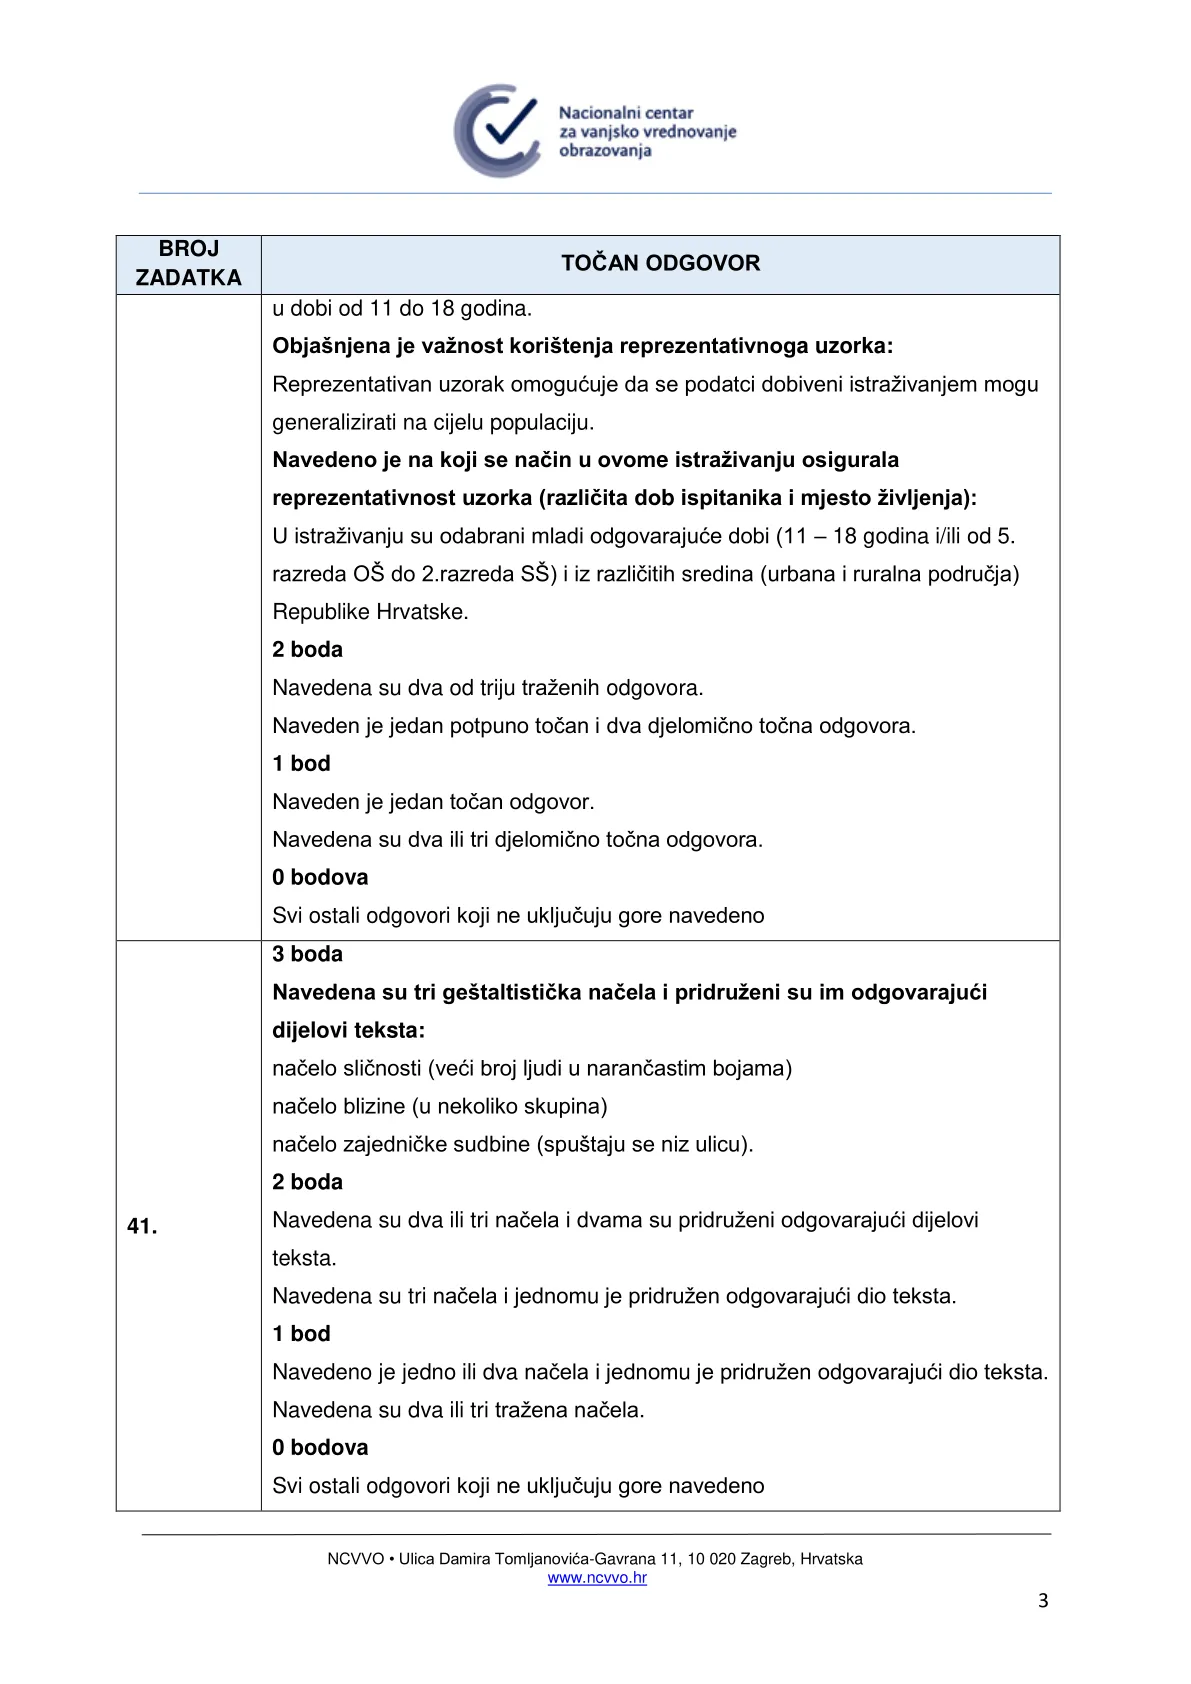 Nacionalni centar
za vanjsko vrednovanje
obrazovanja
BROJ
ZADATKA
TOČAN ODGOVOR
u dobi od 11 do 18 godina.
Objašnjena je važnost korištenja reprezentativnoga uzorka:
Reprezentativan uzorak omogućuje da se podatci dobiveni istraživanjem mogu
generalizirati na cijelu populaciju.
Navedeno je na koji se način u ovome istraživanju osigurala
reprezentativnost uzorka (različita dob ispitanika i mjesto življenja):
U istraživanju su odabrani mladi odgovarajuće dobi (11 – 18 godina i/ili od 5.
razreda OŠ do 2.razreda SŠ) i iz različitih sredina (urbana i ruralna područja)
Republike Hrvatske.
2 boda
Navedena su dva od triju traženih odgovora.
Naveden je jedan potpuno točan i dva djelomično točna odgovora.
1 bod
Naveden je jedan točan odgovor.
Navedena su dva ili tri djelomično točna odgovora.
0 bodova
Svi ostali odgovori koji ne uključuju gore navedeno
41.
3 boda
Navedena su tri geštaltistička načela i pridruženi su im odgovarajući
dijelovi teksta:
načelo sličnosti (veći broj ljudi u narančastim bojama)
načelo blizine (u nekoliko skupina)
načelo zajedničke sudbine (spuštaju se niz ulicu).
2 boda
Navedena su dva ili tri načela i dvama su pridruženi odgovarajući dijelovi
teksta.
Navedena su tri načela i jednomu je pridružen odgovarajući dio teksta.
1 bod
Navedeno je jedno ili dva načela i jednomu je pridružen odgovarajući dio teksta.
Navedena su dva ili tri tražena načela.
0 bodova
Svi ostali odgovori koji ne uključuju gore navedeno
NCVVO • Ulica Damira Tomljanovića-Gavrana 11, 10 020 Zagreb, Hrvatska
www.ncvvo.hr
3